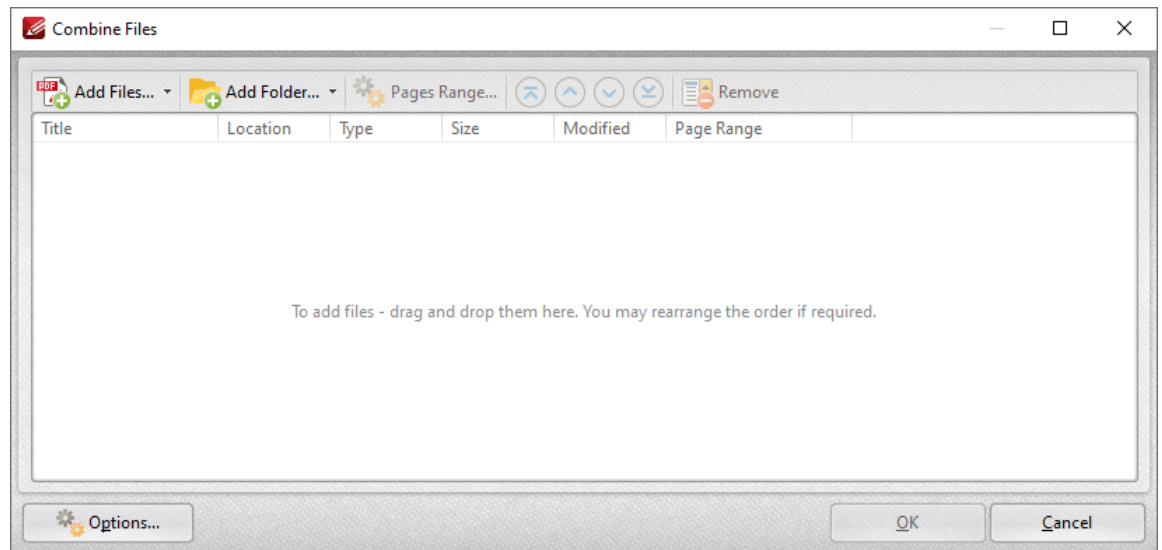 Combine Files
PDF Add Files... Add Folder... Pages Range... Remove
Title Location Type Size Modified Page Range
To add files - drag and drop them here. You may rearrange the order if required.
Options... OK Cancel